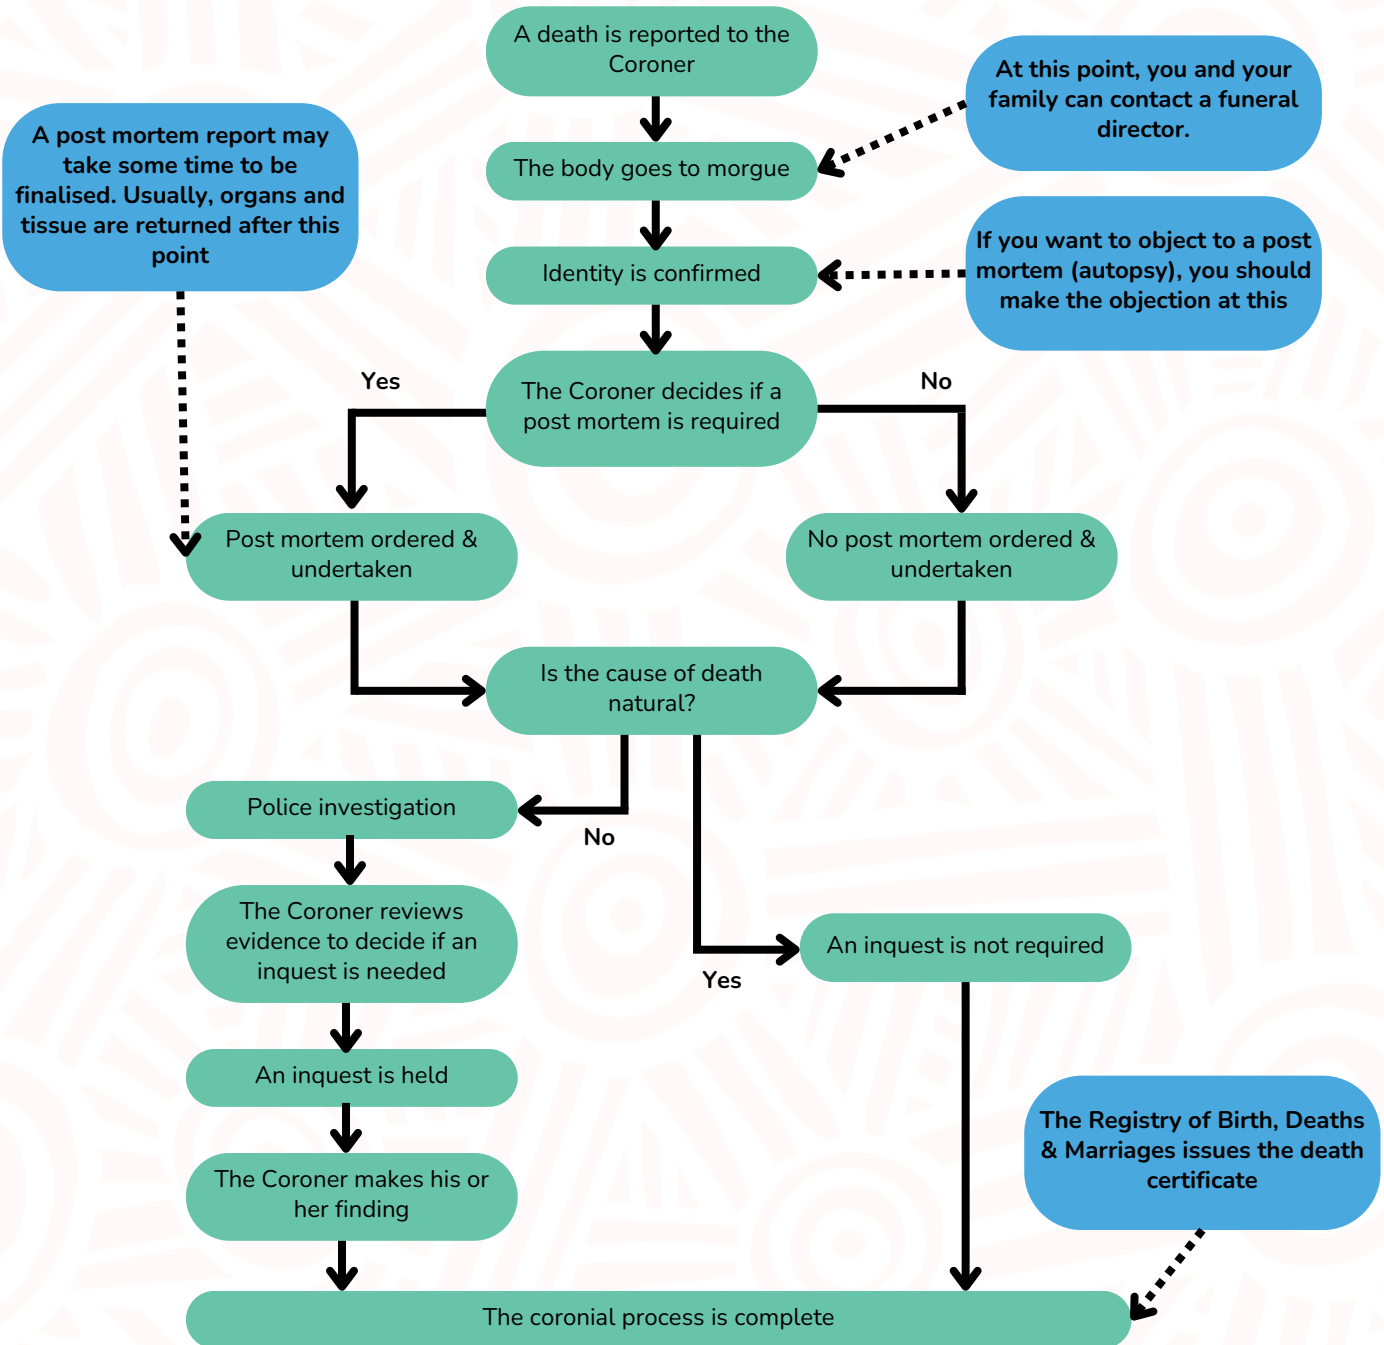 A death is reported to the
Coroner
At this point, you and your
family can contact a funeral
director.
A post mortem report may
take some time to be
finalised. Usually, organs and
tissue are returned after this
point
The body goes to morgue
If you want to object to a post
mortem (autopsy), you should
make the objection at this
Identity is confirmed
The Coroner decides if a
post mortem is required
Yes
No
Post mortem ordered &
undertaken
No post mortem ordered &
undertaken
Is the cause of death
natural?
Police investigation
No
The Coroner reviews
evidence to decide if an
inquest is needed
An inquest is not required
Yes
An inquest is held
The Registry of Birth, Deaths
& Marriages issues the death
certificate
The Coroner makes his or
her finding
The coronial process is complete